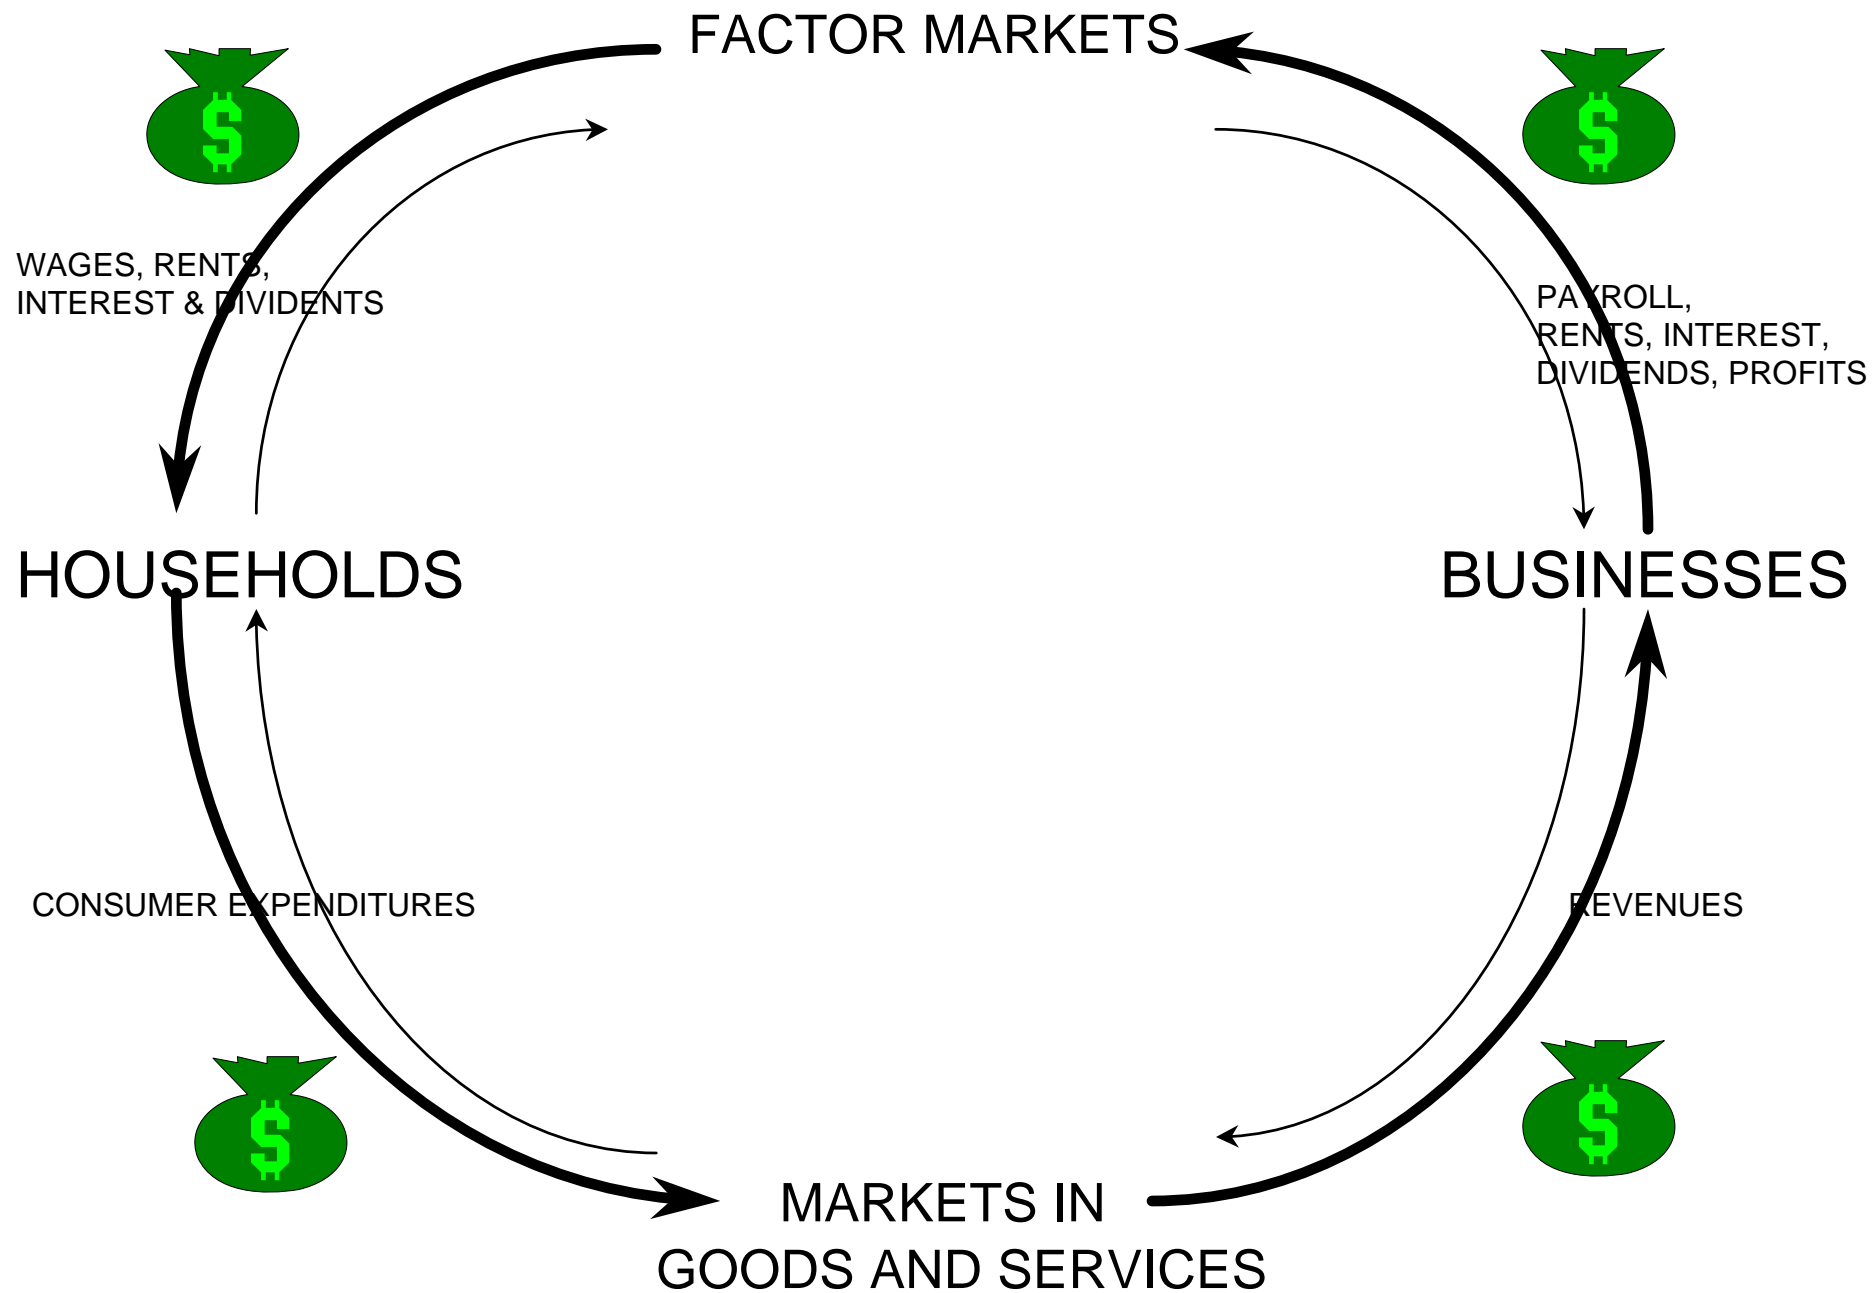 FACTOR MARKETS
$
$
WAGES, RENTS,
INTEREST & DIVIDENTS
PAYROLL,
RENTS, INTEREST,
DIVIDENDS, PROFITS
HOUSEHOLDS
BUSINESSES
CONSUMER EXPENDITURES
REVENUES
$
$
MARKETS IN
GOODS AND SERVICES